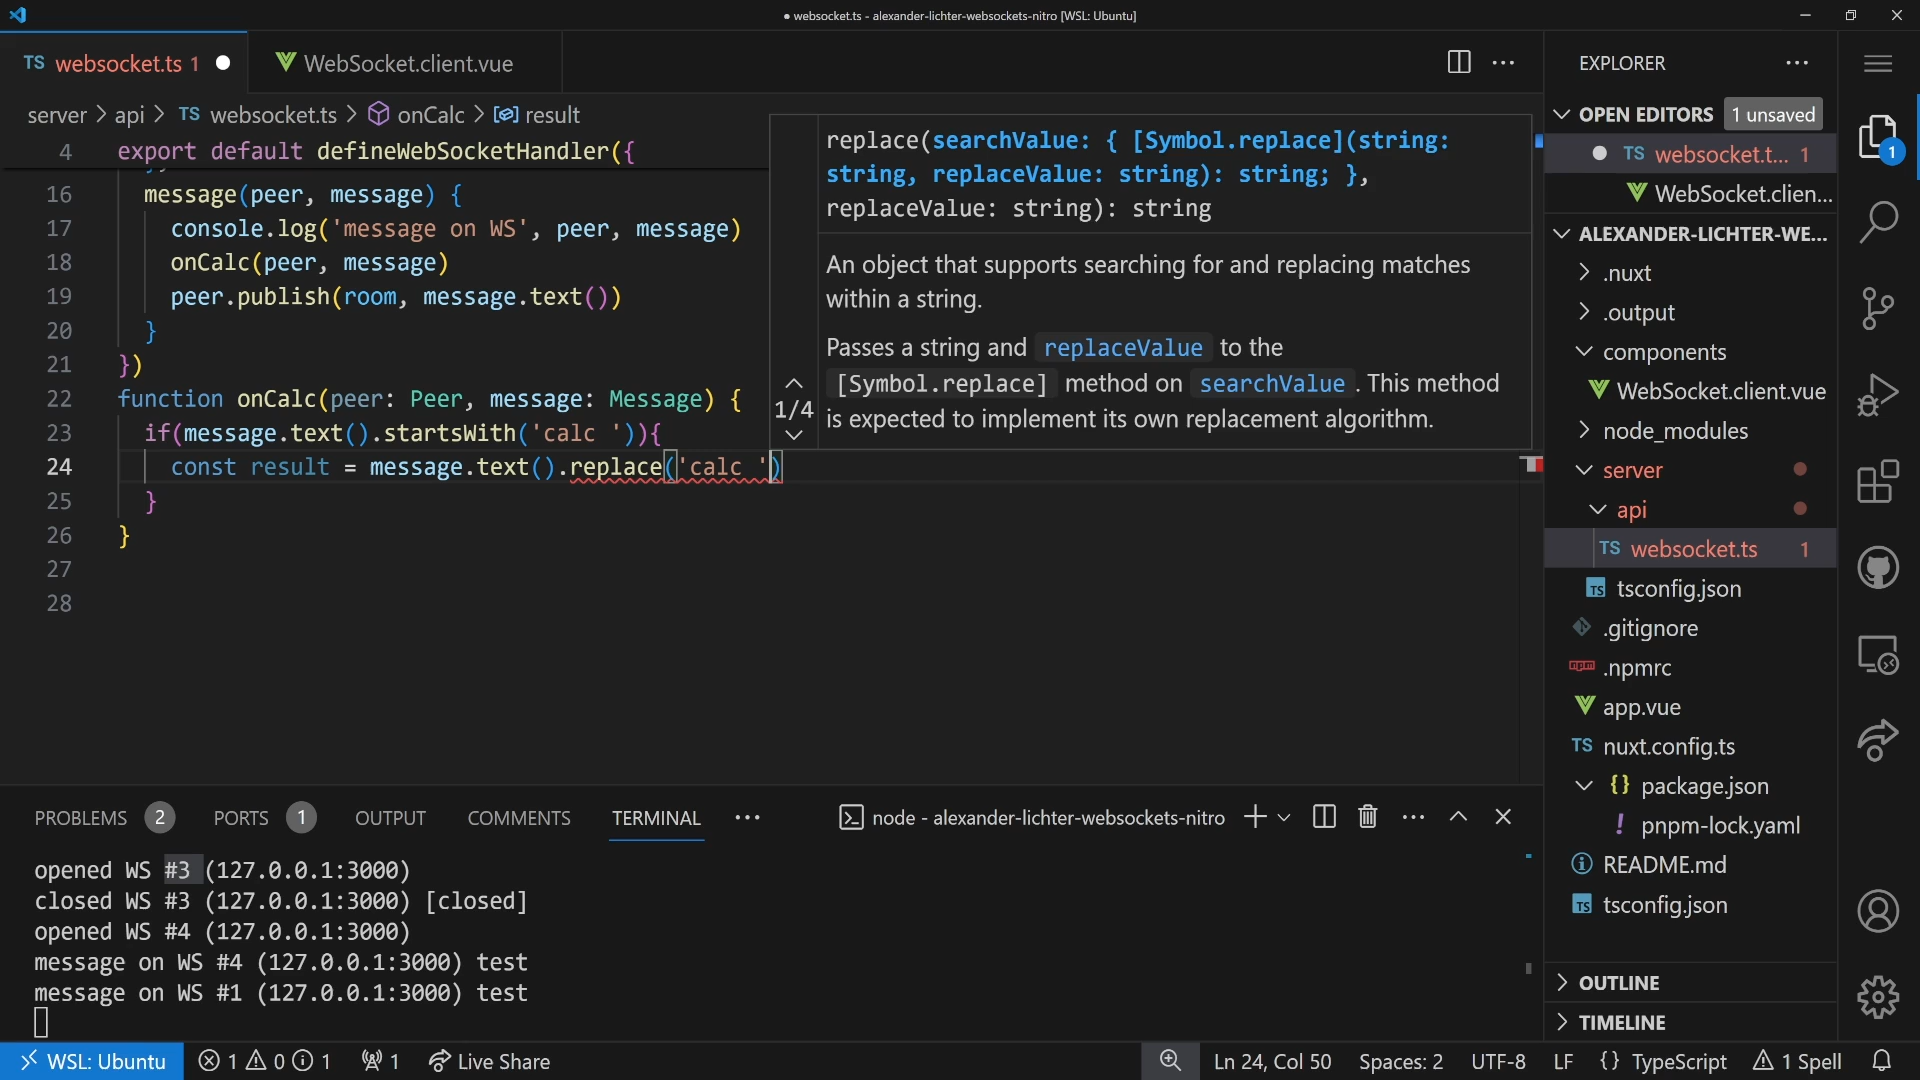 ● websocket.ts - alexander-lichter-websockets-nitro [WSL: Ubuntu]
TS websocket.ts 1
WebSocket.client.vue
server > api > TS websocket.ts > onCalc > result
4 export default defineWebSocketHandler({
16 message(peer, message) {
17 console.log('message on WS', peer, message)
18 onCalc(peer, message)
19 peer.publish(room, message.text())
20 }
21 })
22 function onCalc(peer: Peer, message: Message) {
23 if(message.text().startsWith('calc ')){
24 const result = message.text().replace('calc ')
25 }
26 }
27
28
replace(searchValue: { [Symbol.replace](string:
string, replaceValue: string): string; },
replaceValue: string): string
An object that supports searching for and replacing matches
within a string.
Passes a string and replaceValue to the
[Symbol.replace] method on searchValue. This method
is expected to implement its own replacement algorithm.
1/4
EXPLORER
OPEN EDITORS 1 unsaved
TS websocket.t... 1
WebSocket.clien...
ALEXANDER-LICHTER-WE...
.nuxt
.output
components
WebSocket.client.vue
node_modules
server
api
TS websocket.ts 1
TS tsconfig.json
.gitignore
npm .npmrc
app.vue
TS nuxt.config.ts
{} package.json
! pnpm-lock.yaml
README.md
TS tsconfig.json
OUTLINE
TIMELINE
1
PROBLEMS 2 PORTS 1 OUTPUT COMMENTS TERMINAL ··· node - alexander-lichter-websockets-nitro
opened WS #3 (127.0.0.1:3000)
closed WS #3 (127.0.0.1:3000) [closed]
opened WS #4 (127.0.0.1:3000)
message on WS #4 (127.0.0.1:3000) test
message on WS #1 (127.0.0.1:3000) test
WSL: Ubuntu 1 0 1 1 Live Share Ln 24, Col 50 Spaces: 2 UTF-8 LF {} TypeScript 1 Spell